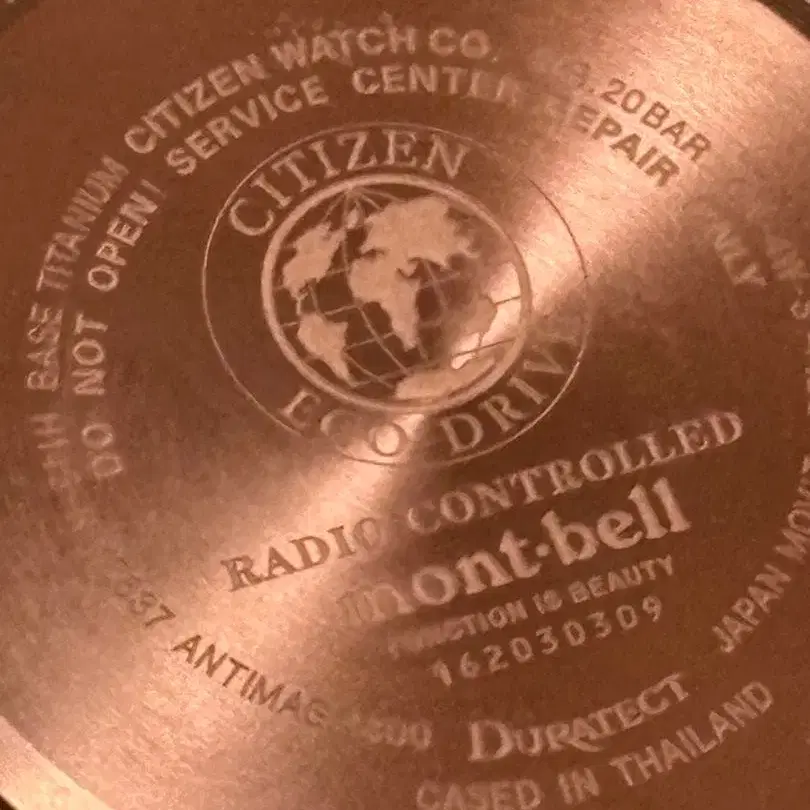 BASE TITANIUM CITIZEN WATCH CO. 20BAR
DO NOT OPEN! SERVICE CENTER REPAIR ONLY
CITIZEN
ECO-DRIVE
RADIO CONTROLLED
mont·bell
FUNCTION IS BEAUTY
162030309
ANTIMAG
DURATECT
JAPAN
CASED IN THAILAND